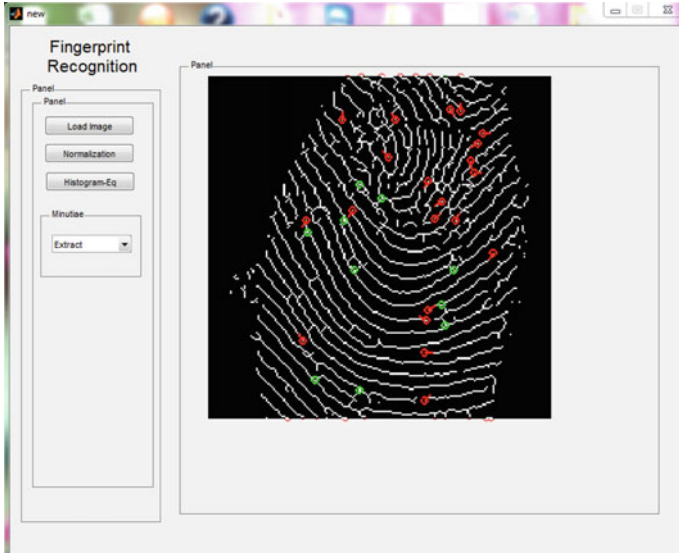 new
Fingerprint
Recognition
Panel
Panel
Load Image
Normalization
Histogram-Eq
Minutiae
Extract
Panel